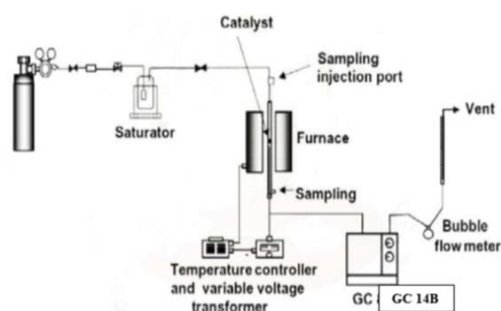 Catalyst
Sampling
injection port
Saturator
Furnace
Vent
Sampling
Bubble
flow meter
Temperature controller
and variable voltage
transformer
GC
GC 14B